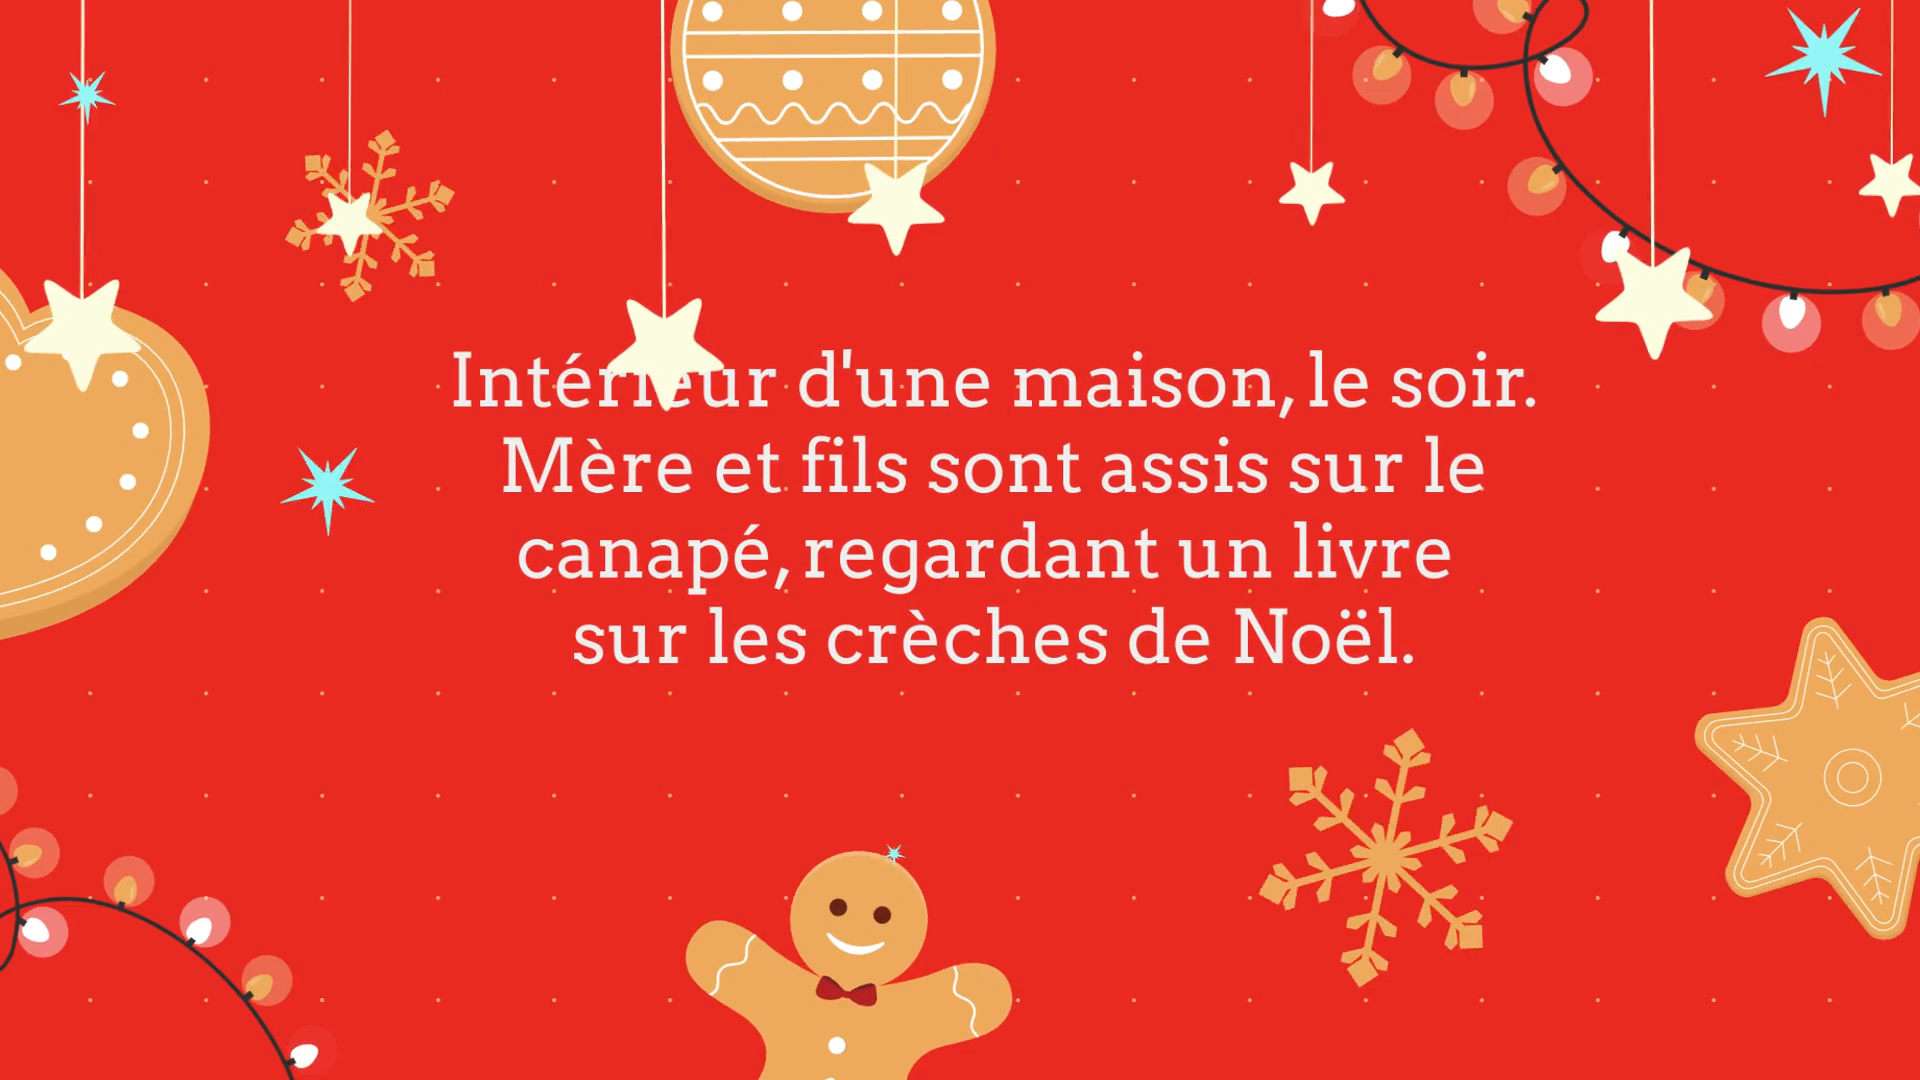 Intérieur d'une maison, le soir.
Mère et fils sont assis sur le
canapé, regardant un livre
sur les crèches de Noël.